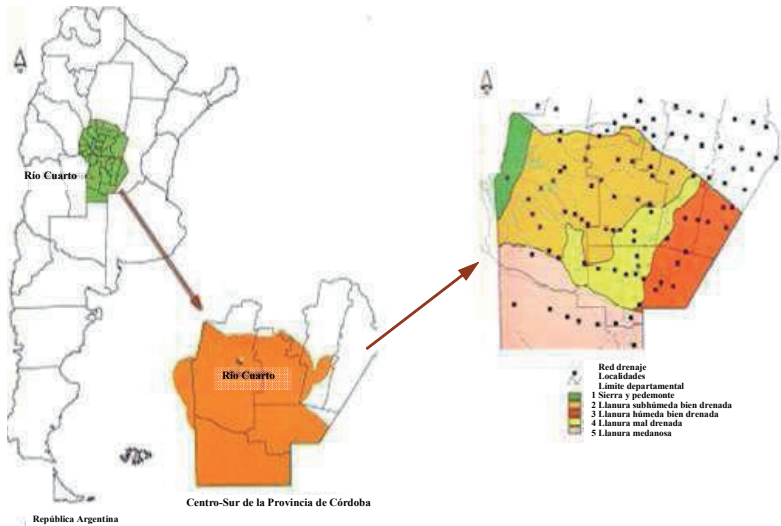 Río Cuarto
República Argentina
Río Cuarto
Centro-Sur de la Provincia de Córdoba
Red drenaje
Localidades
Límite departamental
1 Sierra y pedemonte
2 Llanura subhúmeda bien drenada
3 Llanura húmeda bien drenada
4 Llanura mal drenada
5 Llanura medanosa